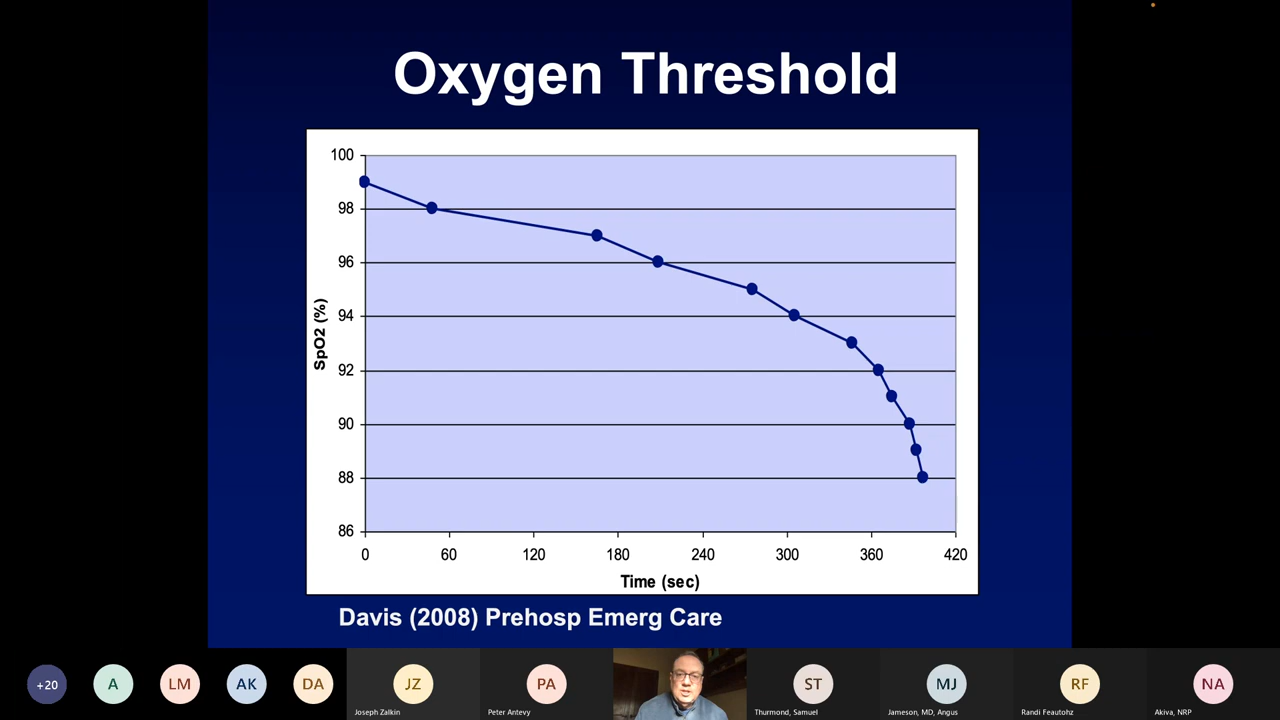 Oxygen Threshold
100
98
96
94
92
90
88
86
SpO2 (%)
0 60 120 180 240 300 360 420
Time (sec)
Davis (2008) Prehosp Emerg Care
+20 A LM AK DA JZ PA ST MJ RF NA
Joseph Zalkin Peter Antevy Thurmond, Samuel Jameson, MD, Angus Randi Feautohz Akiva, NRP